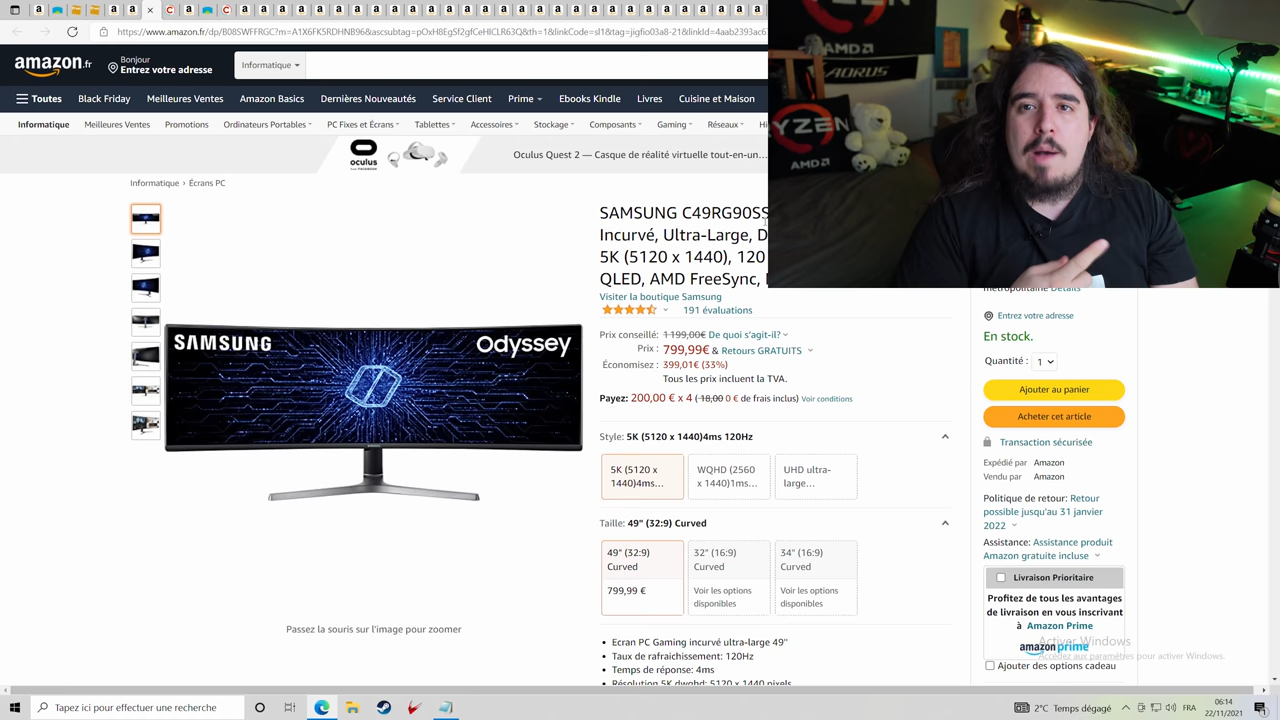 https://www.amazon.fr/dp/B08SWFFRGC?m=A1X6FK5RDHNB96&ascsubtag=pOxH8EgSf2gfCeHICLR63Q&th=1&linkCode=sl1&tag=jigfio03a8-21&linkId=4aab2393ac6
amazon.fr
Bonjour
Entrez votre adresse
Informatique
Toutes Black Friday Meilleures Ventes Amazon Basics Dernières Nouveautés Service Client Prime Ebooks Kindle Livres Cuisine et Maison
Informatique Meilleures Ventes Promotions Ordinateurs Portables PC Fixes et Écrans Tablettes Accessoires Stockage Composants Gaming Réseaux
oculus
Oculus Quest 2 — Casque de réalité virtuelle tout-en-un...
Informatique › Écrans PC
RYZEN
AMD
AORUS
YZEN
AMD
SAMSUNG
Odyssey
Passez la souris sur l'image pour zoomer
SAMSUNG C49RG90SS
Incurvé, Ultra-Large, D
5K (5120 x 1440), 120
QLED, AMD FreeSync,
Visiter la boutique Samsung
191 évaluations
Prix conseillé: 1 199,00€ De quoi s'agit-il?
Prix : 799,99€ & Retours GRATUITS
Économisez : 399,01€ (33%)
Tous les prix incluent la TVA.
Payez: 200,00 € x 4 ( 18,00 0 € de frais inclus) Voir conditions
Style: 5K (5120 x 1440)4ms 120Hz
5K (5120 x
1440)4ms...
WQHD (2560
x 1440)1ms...
UHD ultra-
large...
Taille: 49" (32:9) Curved
49" (32:9)
Curved
799,99 €
32" (16:9)
Curved
Voir les options
disponibles
34" (16:9)
Curved
Voir les options
disponibles
Ecran PC Gaming incurvé ultra-large 49''
Taux de rafraichissement: 120Hz
Temps de réponse: 4ms
Résolution 5K dwqhd: 5120 x 1440 pixels
métropolitaine Détails
Entrez votre adresse
En stock.
Quantité : 1
Ajouter au panier
Acheter cet article
Transaction sécurisée
Expédié par Amazon
Vendu par Amazon
Politique de retour: Retour
possible jusqu'au 31 janvier
2022
Assistance: Assistance produit
Amazon gratuite incluse
Livraison Prioritaire
Profitez de tous les avantages
de livraison en vous inscrivant
à Amazon Prime
amazon prime
Ajouter des options cadeau
Activer Windows
Accédez aux paramètres pour activer Windows.
Tapez ici pour effectuer une recherche
2°C Temps dégagé
FRA
06:14
22/11/2021